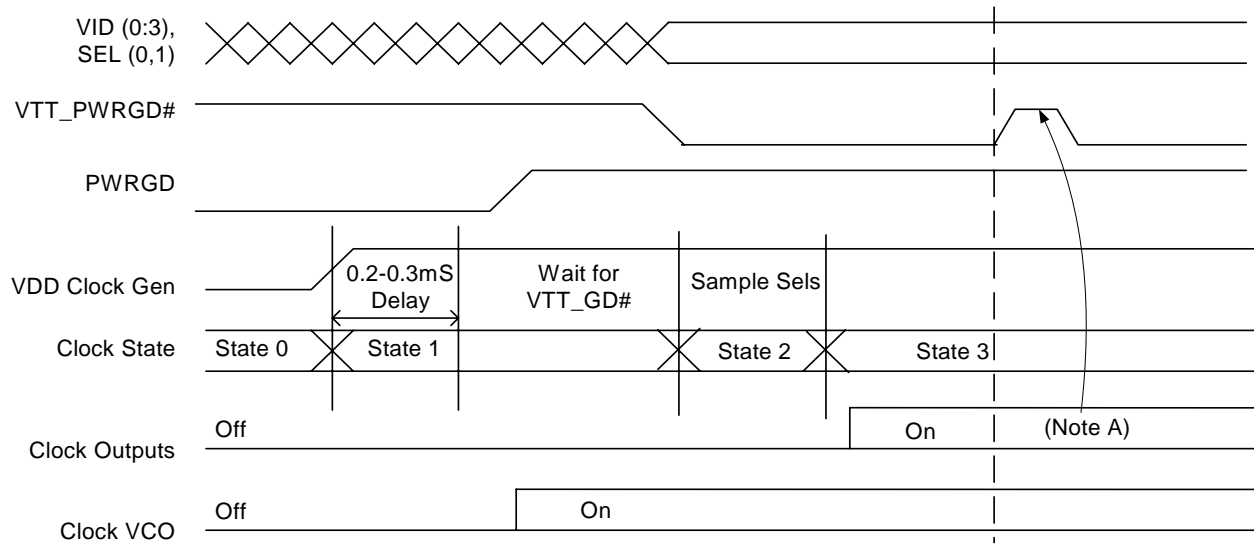 VID (0:3),
SEL (0,1)
VTT_PWRGD#
PWRGD
VDD Clock Gen
0.2-0.3mS
Delay
Wait for
VTT_GD#
Sample Sels
Clock State
State 0
State 1
State 2
State 3
Clock Outputs
Off
On
(Note A)
Clock VCO
Off
On